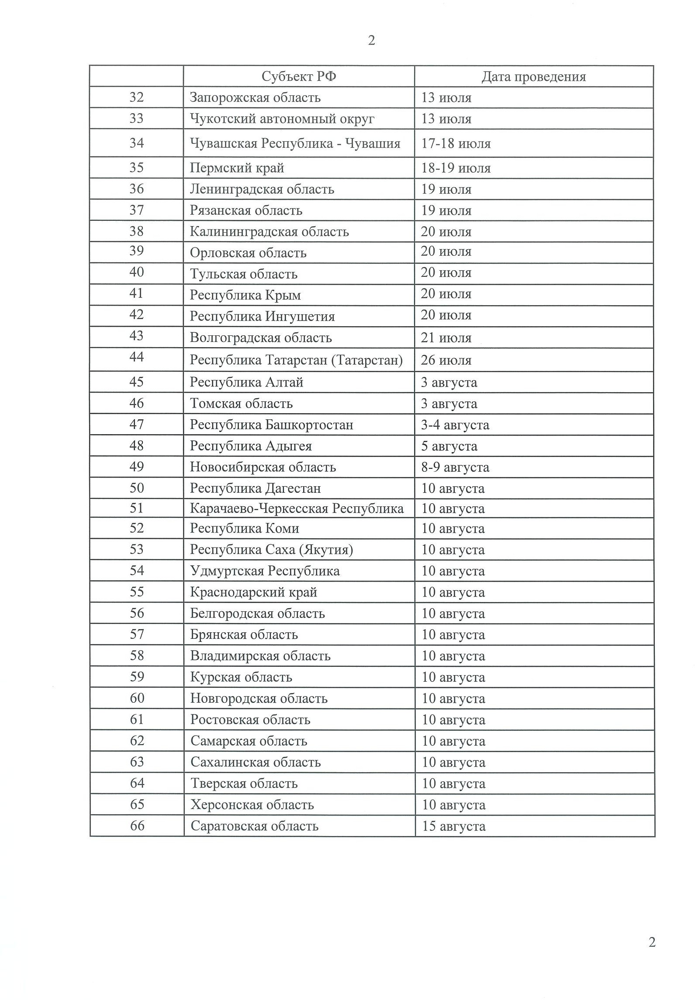 2
Субъект РФ Дата проведения
32 Запорожская область 13 июля
33 Чукотский автономный округ 13 июля
34 Чувашская Республика - Чувашия 17-18 июля
35 Пермский край 18-19 июля
36 Ленинградская область 19 июля
37 Рязанская область 19 июля
38 Калининградская область 20 июля
39 Орловская область 20 июля
40 Тульская область 20 июля
41 Республика Крым 20 июля
42 Республика Ингушетия 20 июля
43 Волгоградская область 21 июля
44 Республика Татарстан (Татарстан) 26 июля
45 Республика Алтай 3 августа
46 Томская область 3 августа
47 Республика Башкортостан 3-4 августа
48 Республика Адыгея 5 августа
49 Новосибирская область 8-9 августа
50 Республика Дагестан 10 августа
51 Карачаево-Черкесская Республика 10 августа
52 Республика Коми 10 августа
53 Республика Саха (Якутия) 10 августа
54 Удмуртская Республика 10 августа
55 Краснодарский край 10 августа
56 Белгородская область 10 августа
57 Брянская область 10 августа
58 Владимирская область 10 августа
59 Курская область 10 августа
60 Новгородская область 10 августа
61 Ростовская область 10 августа
62 Самарская область 10 августа
63 Сахалинская область 10 августа
64 Тверская область 10 августа
65 Херсонская область 10 августа
66 Саратовская область 15 августа
2